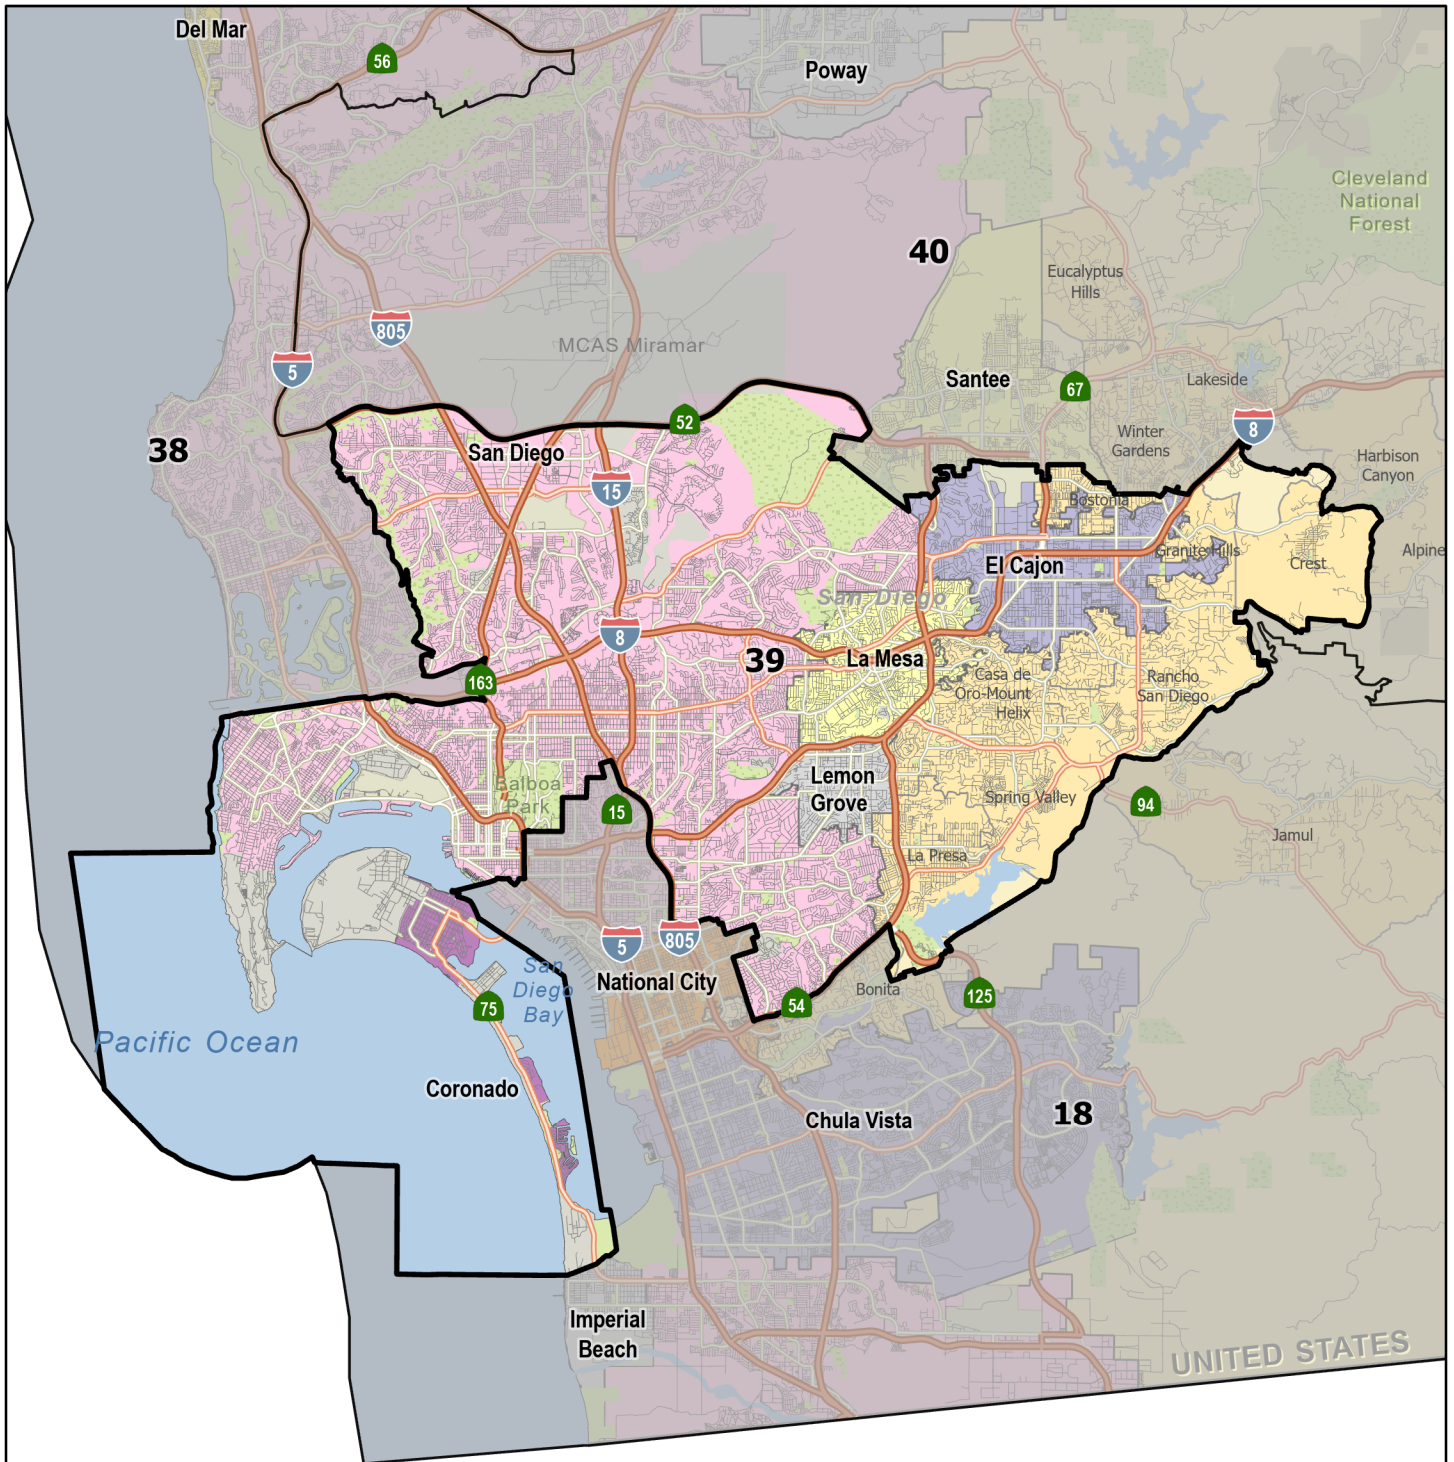 Del Mar
56
Poway
Cleveland
National
Forest
40
Eucalyptus
Hills
805
MCAS Miramar
5
Santee
67
Lakeside
52
8
38
San Diego
Winter
Gardens
Harbison
Canyon
15
Bostonia
El Cajon
Granite Hills
Alpine
Crest
San Diego
8
39
La Mesa
163
Casa de
Oro-Mount
Helix
Rancho
San Diego
Balboa
Park
Lemon
Grove
Spring Valley
15
94
Jamul
La Presa
5
805
San
Diego
Bay
National City
Bonita
125
75
54
Pacific Ocean
Coronado
Chula Vista
18
Imperial
Beach
UNITED STATES